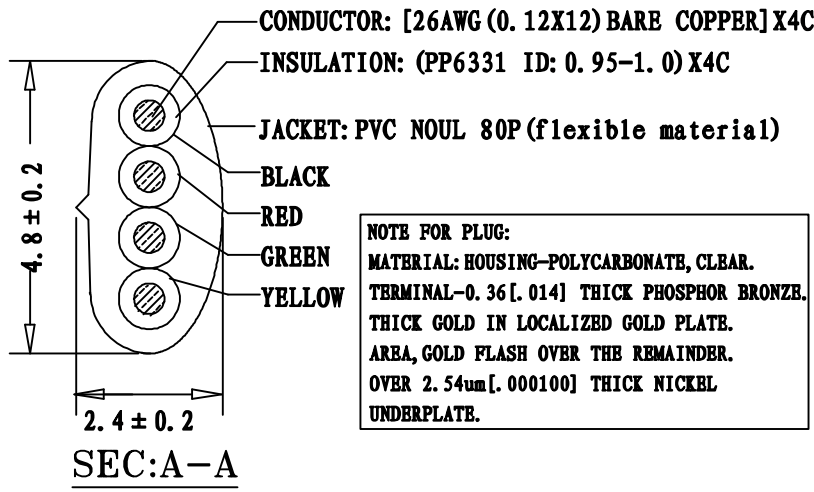 CONDUCTOR: [26AWG(0.12X12)BARE COPPER]X4C
INSULATION: (PP6331 ID:0.95-1.0)X4C
JACKET:PVC NOUL 80P(flexible material)
BLACK
RED
GREEN
YELLOW
4.8±0.2
2.4±0.2
SEC:A-A
NOTE FOR PLUG:
MATERIAL:HOUSING-POLYCARBONATE,CLEAR.
TERMINAL-0.36[.014] THICK PHOSPHOR BRONZE.
THICK GOLD IN LOCALIZED GOLD PLATE.
AREA,GOLD FLASH OVER THE REMAINDER.
OVER 2.54um[.000100] THICK NICKEL
UNDERPLATE.